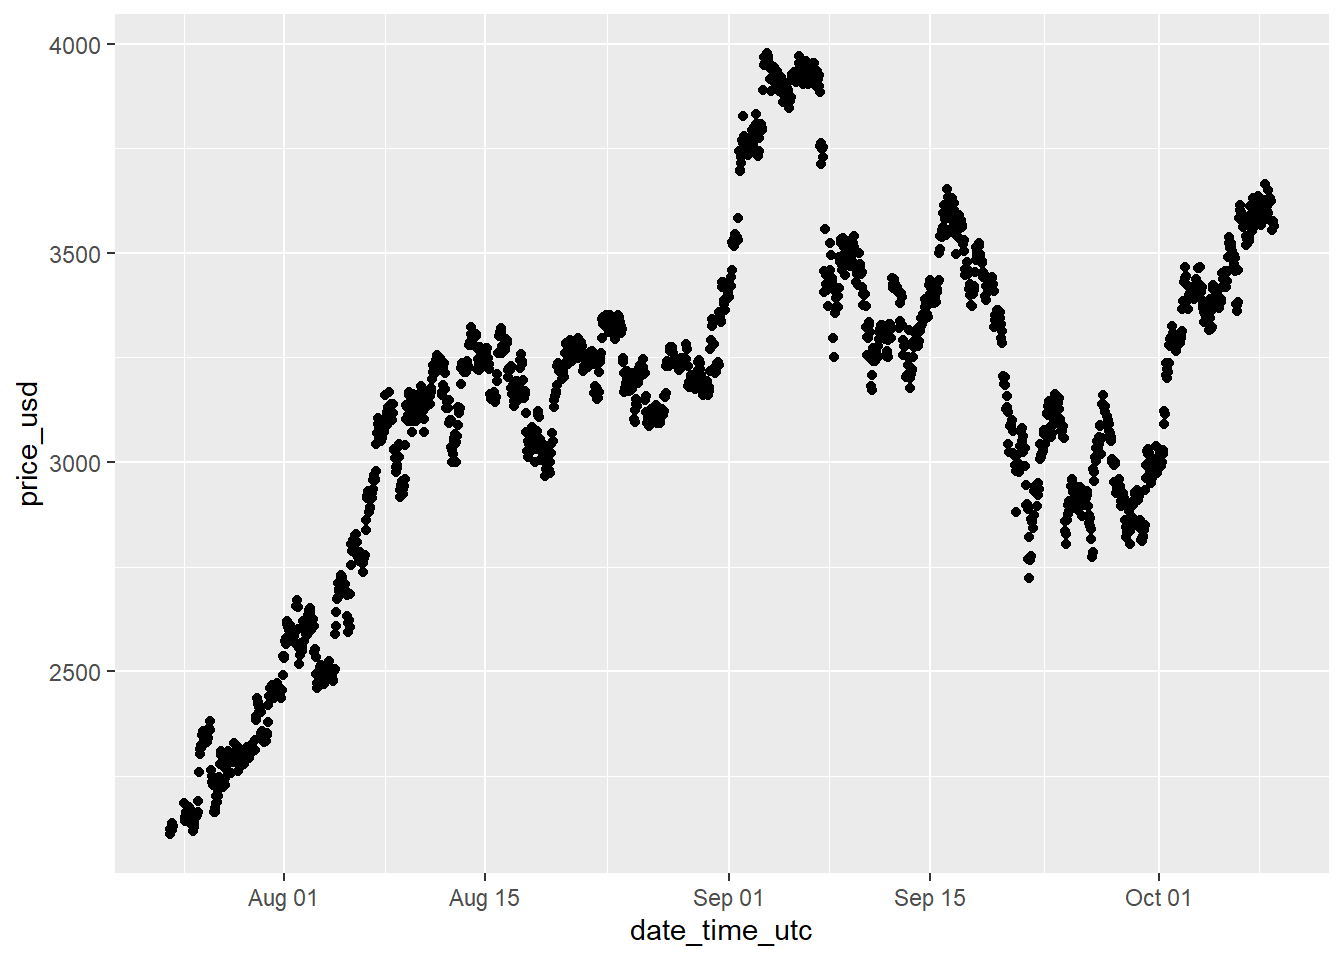 4000
3500
3000
2500
price_usd
Aug 01
Aug 15
Sep 01
Sep 15
Oct 01
date_time_utc